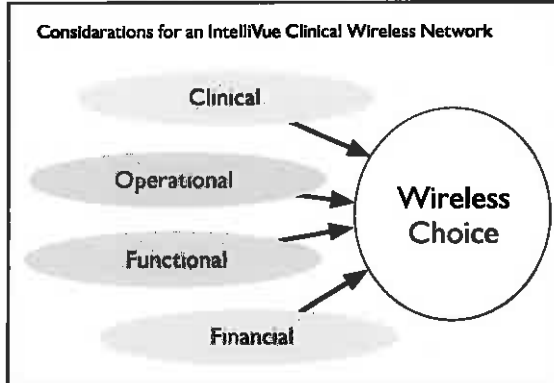 Considarations for an IntelliVue Clinical Wireless Network
Clinical
Operational
Functional
Financial
Wireless
Choice